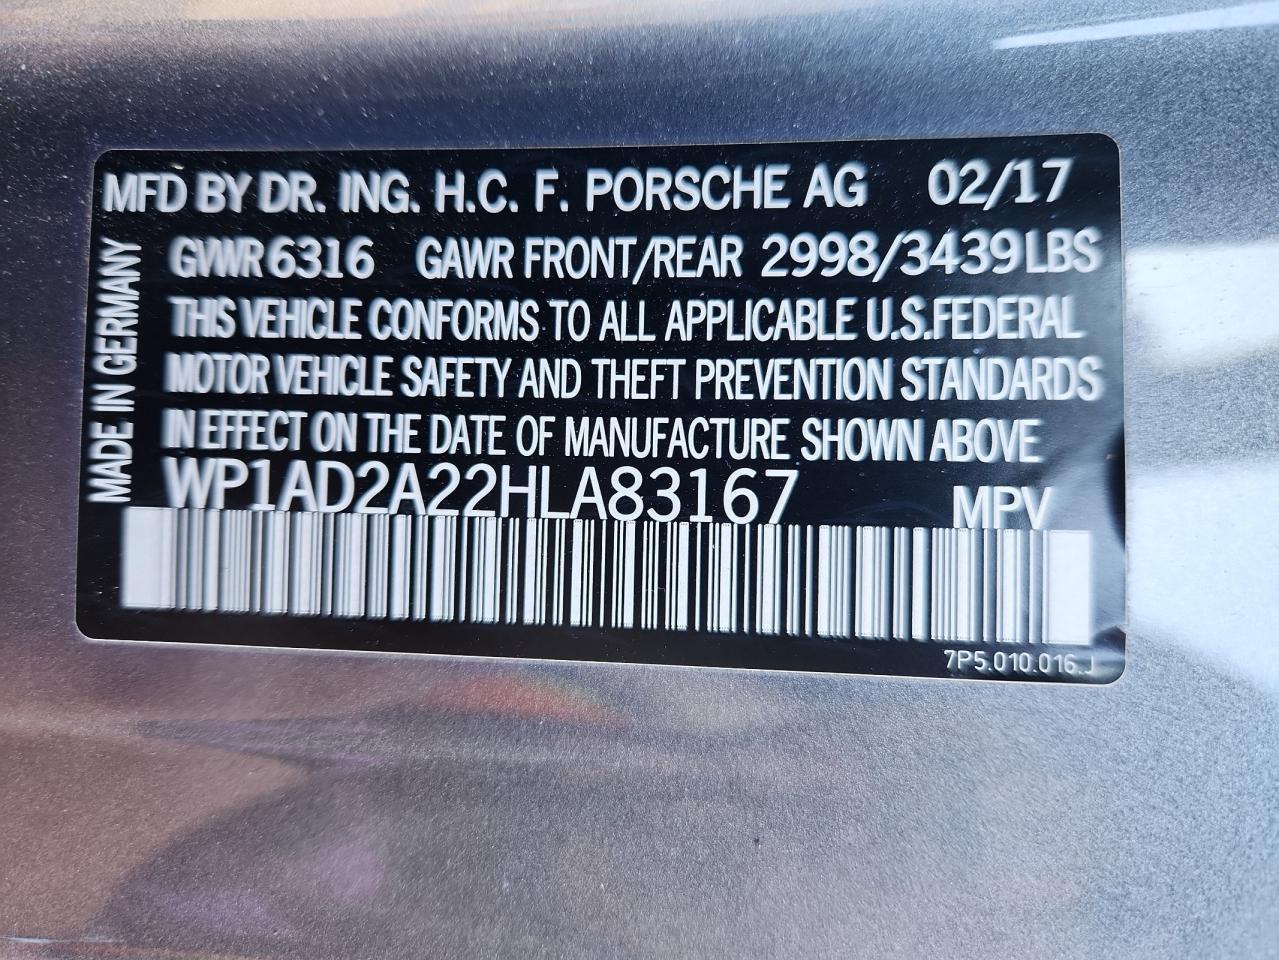 MFD BY DR. ING. H.C. F. PORSCHE AG 02/17
GVWR 6316 GAWR FRONT/REAR 2998/3439 LBS
THIS VEHICLE CONFORMS TO ALL APPLICABLE U.S.FEDERAL
MOTOR VEHICLE SAFETY AND THEFT PREVENTION STANDARDS
IN EFFECT ON THE DATE OF MANUFACTURE SHOWN ABOVE
WP1AD2A22HLA83167 MPV
7P5.010.016.J
MADE IN GERMANY